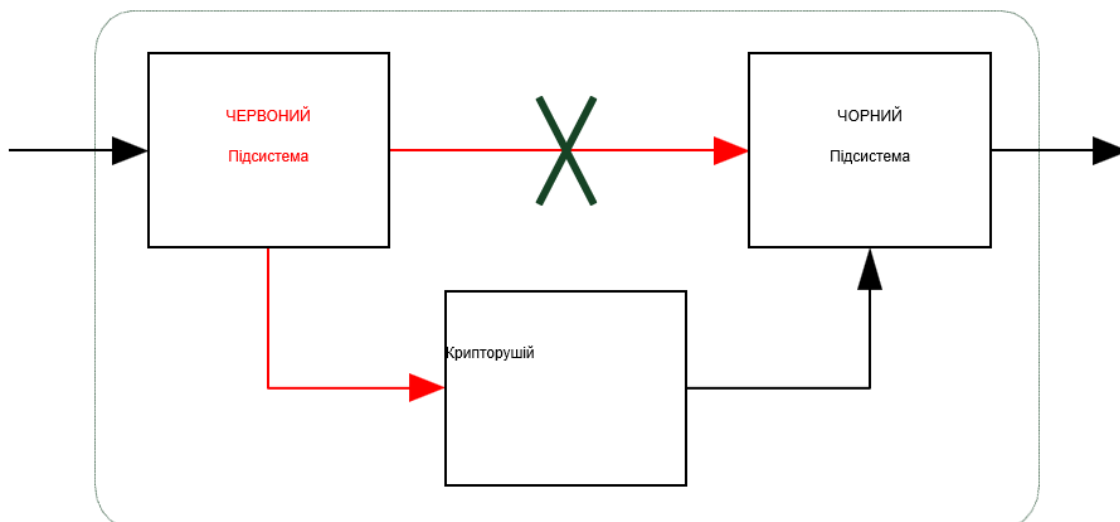 ЧЕРВОНИЙ
Підсистема
ЧОРНИЙ
Підсистема
Крипторушій